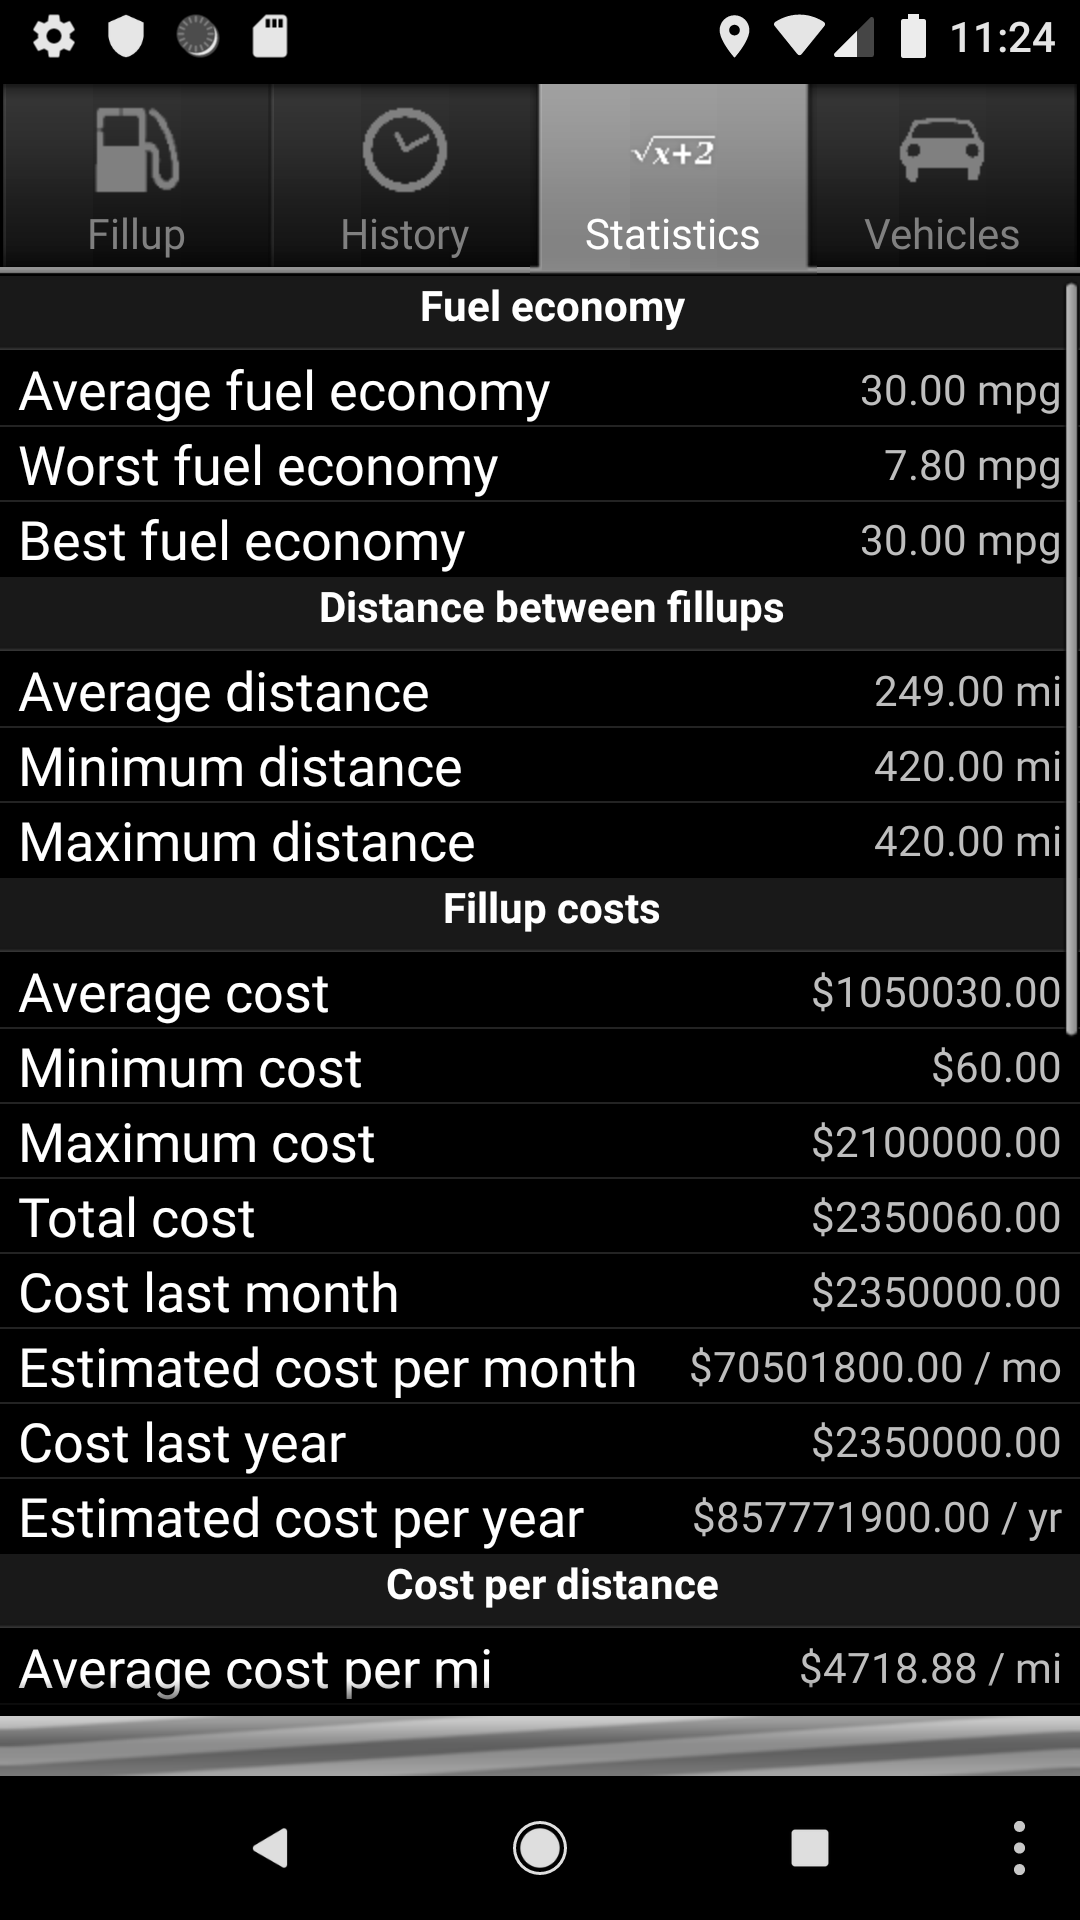 11:24
√x+2
Fillup
History
Statistics
Vehicles
Fuel economy
Average fuel economy 30.00 mpg
Worst fuel economy 7.80 mpg
Best fuel economy 30.00 mpg
Distance between fillups
Average distance 249.00 mi
Minimum distance 420.00 mi
Maximum distance 420.00 mi
Fillup costs
Average cost $1050030.00
Minimum cost $60.00
Maximum cost $2100000.00
Total cost $2350060.00
Cost last month $2350000.00
Estimated cost per month $70501800.00 / mo
Cost last year $2350000.00
Estimated cost per year $857771900.00 / yr
Cost per distance
Average cost per mi $4718.88 / mi